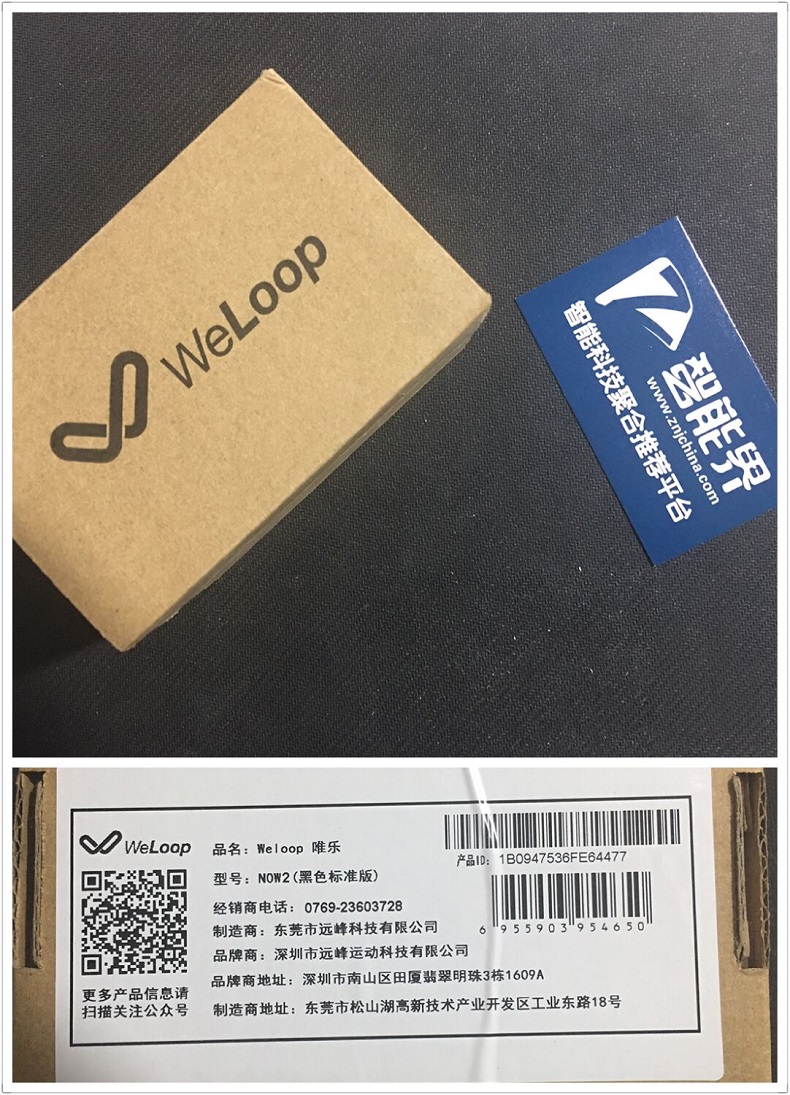 WeLoop
智能界
www.znjchina.com
智能科技聚合推荐平台
WeLoop
品名: Weloop 唯乐
型号: NOW2(黑色标准版)
经销商电话: 0769-23603728
制造商: 东莞市远峰科技有限公司
品牌商: 深圳市远峰运动科技有限公司
品牌商地址: 深圳市南山区田厦翡翠明珠3栋1609A
制造商地址: 东莞市松山湖高新技术产业开发区工业东路18号
更多产品信息请
扫描关注公众号
产品ID: 1B0947536FE64477
6 955903 954650